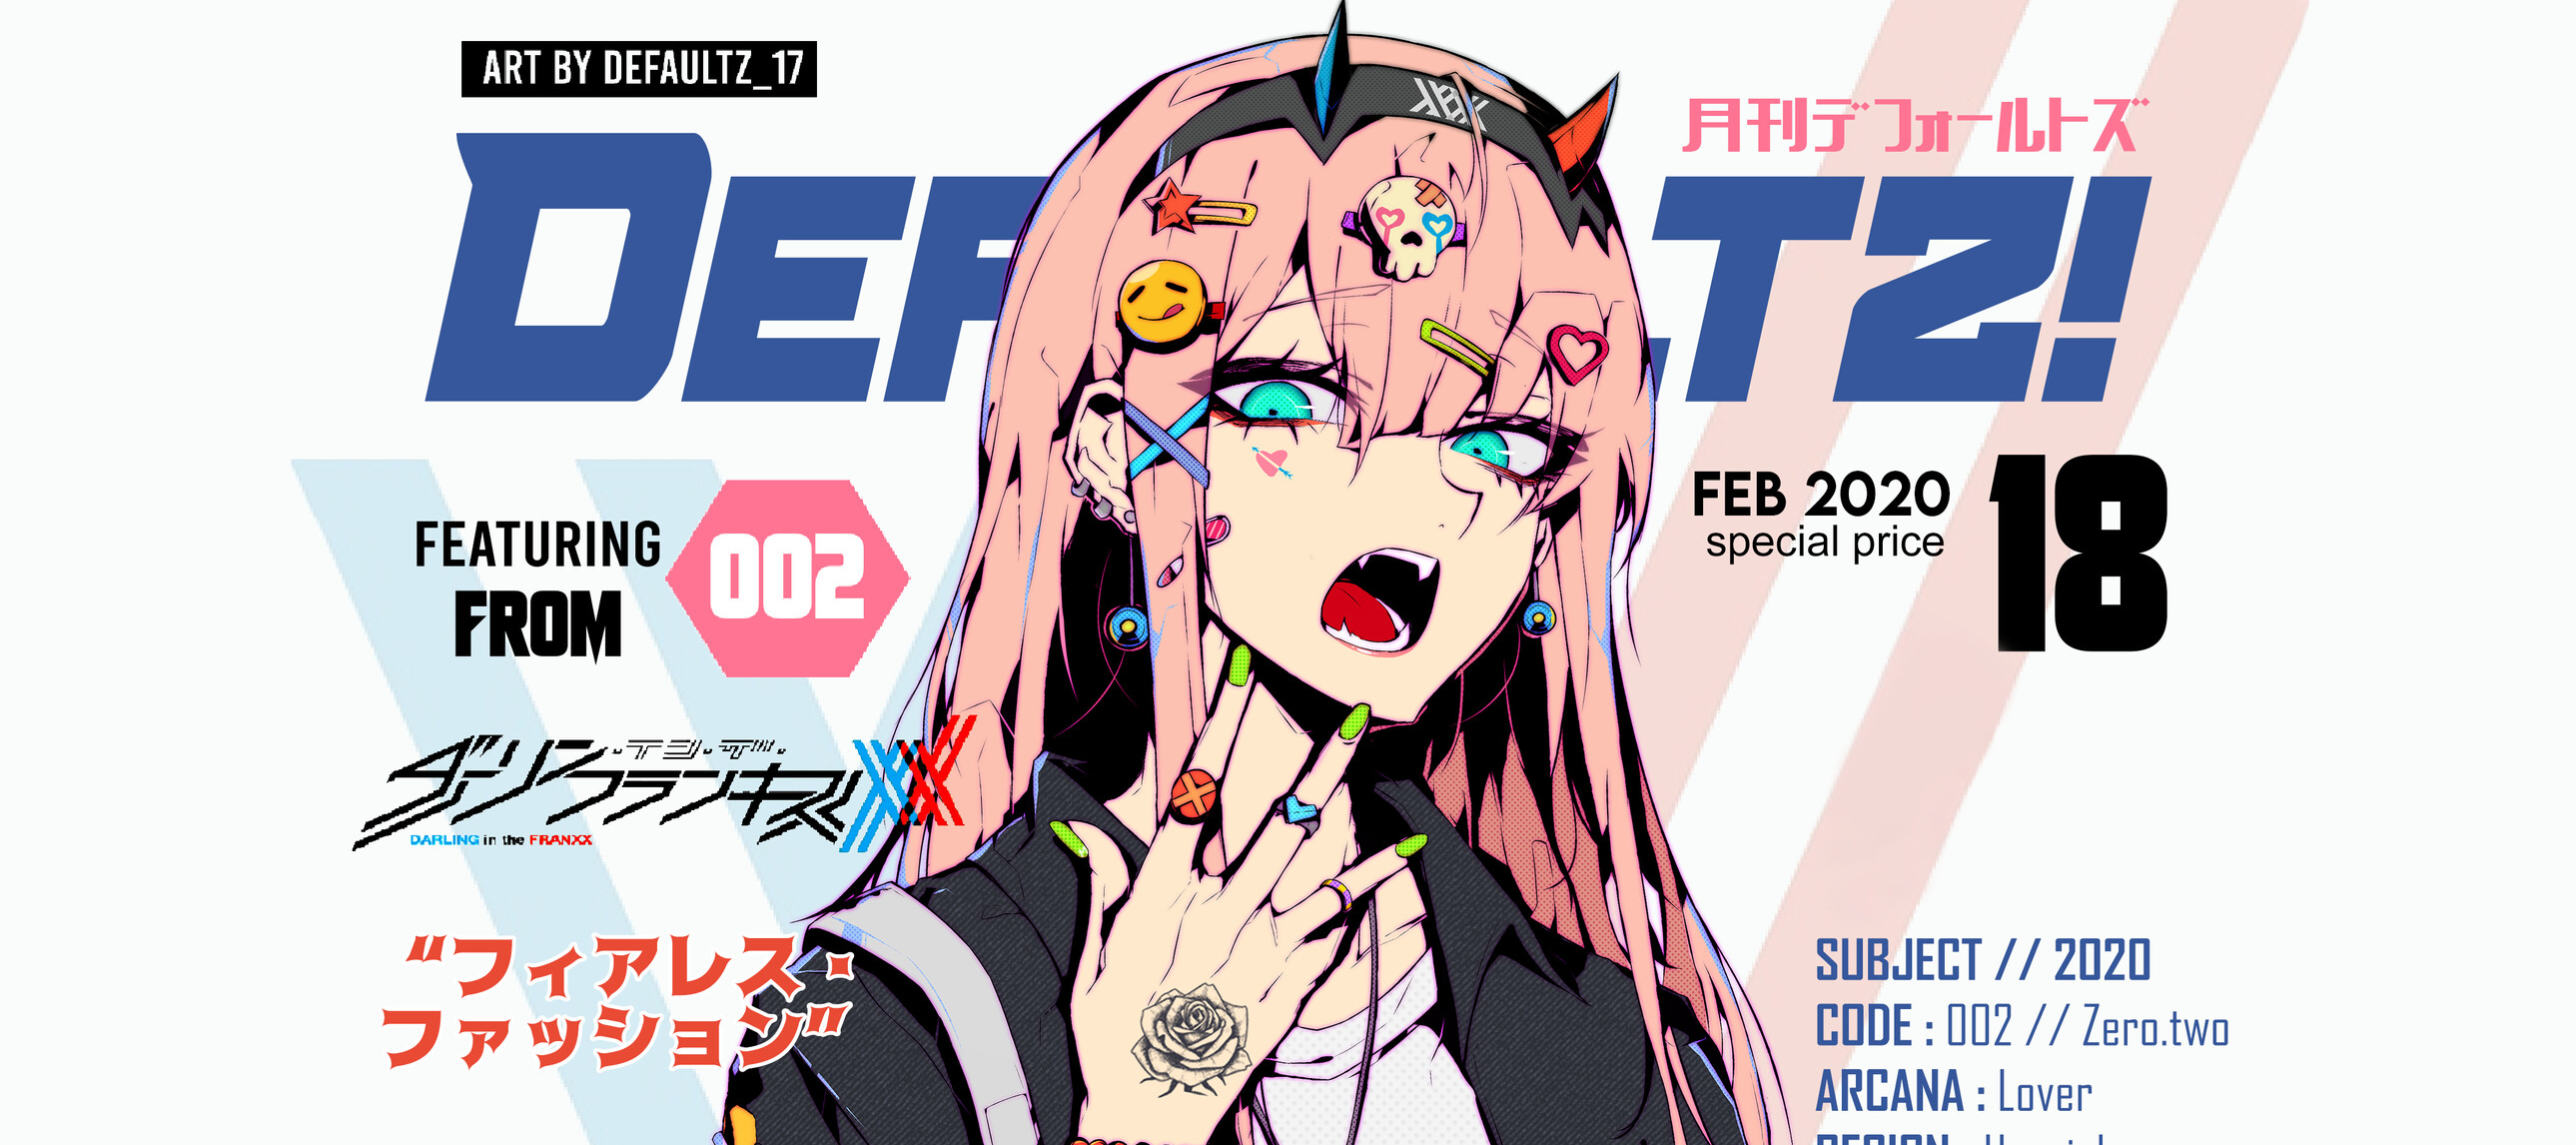 ART BY DEFAULTZ_17
月刊デフォールトズ
DEF LTZ!
FEATURING 002
FROM
FEB 2020
special price
18
ダーリン・イン・ザ・
フランキス
DARLING in the FRANXX
“フィアレス・
ファッション”
SUBJECT // 2020
CODE : 002 // Zero.two
ARCANA : Lover